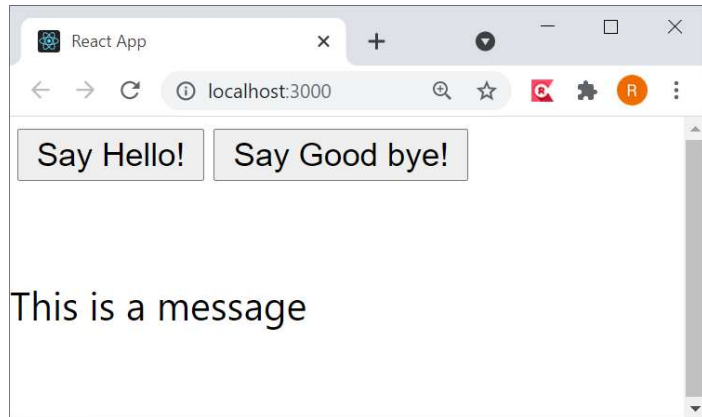 React App
localhost:3000
R
Say Hello! Say Good bye!
This is a message